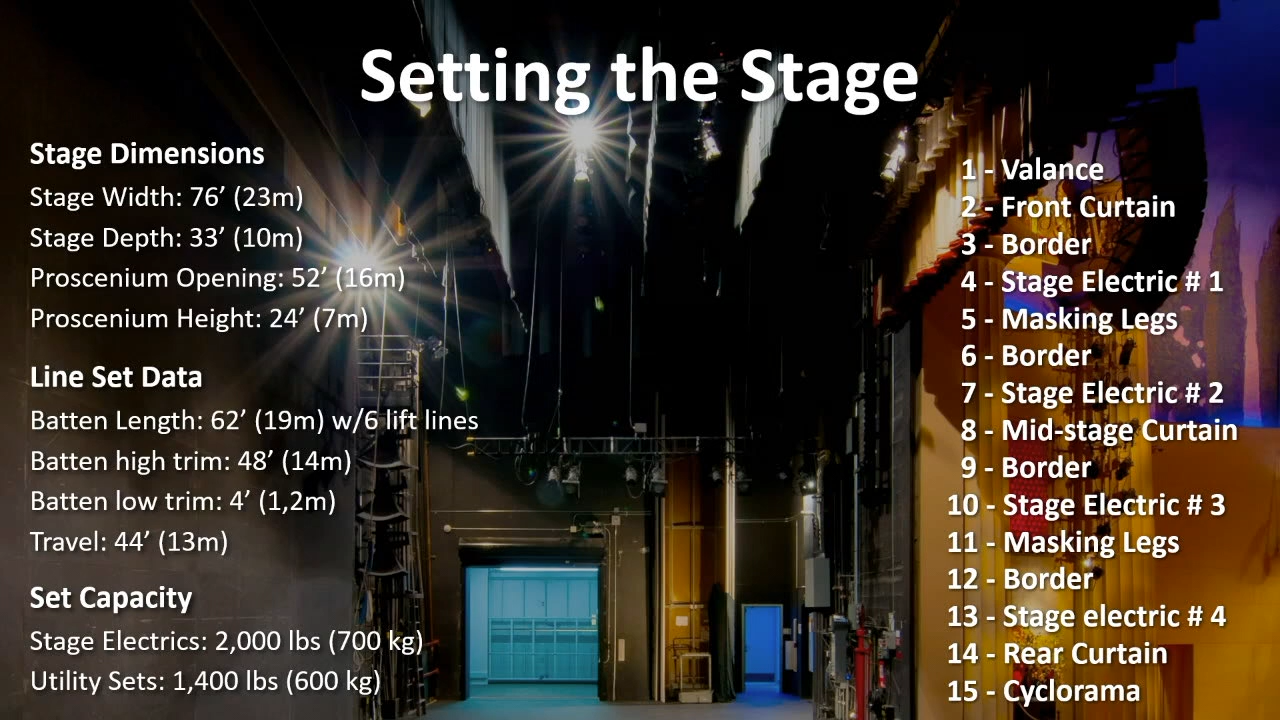 Setting the Stage
Stage Dimensions
Stage Width: 76’ (23m)
Stage Depth: 33’ (10m)
Proscenium Opening: 52’ (16m)
Proscenium Height: 24’ (7m)
Line Set Data
Batten Length: 62’ (19m) w/6 lift lines
Batten high trim: 48’ (14m)
Batten low trim: 4’ (1,2m)
Travel: 44’ (13m)
Set Capacity
Stage Electrics: 2,000 lbs (700 kg)
Utility Sets: 1,400 lbs (600 kg)
1 - Valance
2 - Front Curtain
3 - Border
4 - Stage Electric # 1
5 - Masking Legs
6 - Border
7 - Stage Electric # 2
8 - Mid-stage Curtain
9 - Border
10 - Stage Electric # 3
11 - Masking Legs
12 - Border
13 - Stage electric # 4
14 - Rear Curtain
15 - Cyclorama